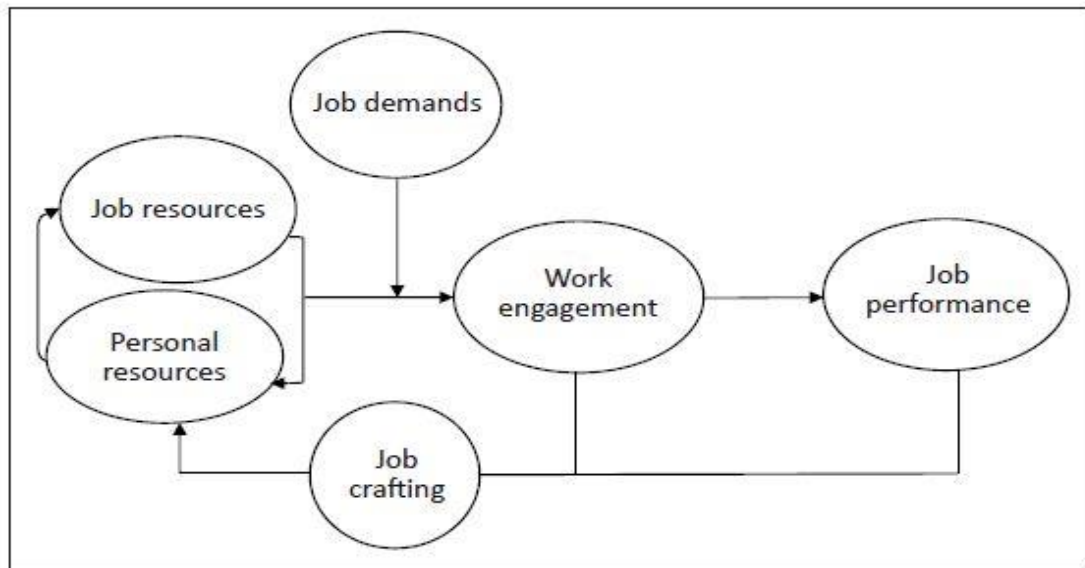 Job demands
Job resources
Work
engagement
Job
performance
Personal
resources
Job
crafting